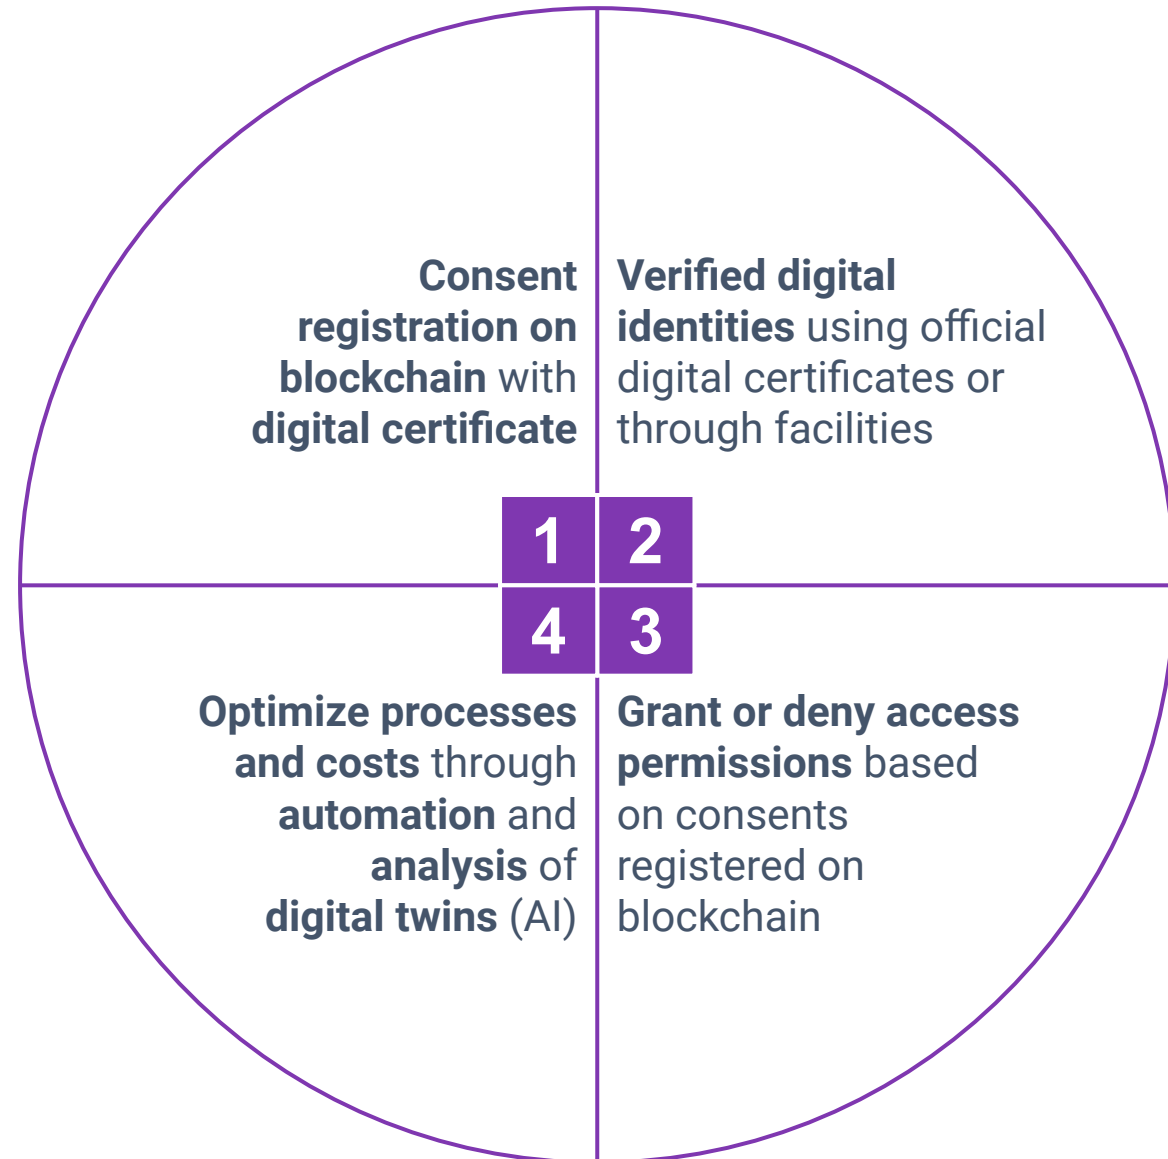 Consent
registration on
blockchain with
digital certificate
Verified digital
identities using official
digital certificates or
through facilities
1 2
4 3
Optimize processes
and costs through
automation and
analysis of
digital twins (AI)
Grant or deny access
permissions based
on consents
registered on
blockchain